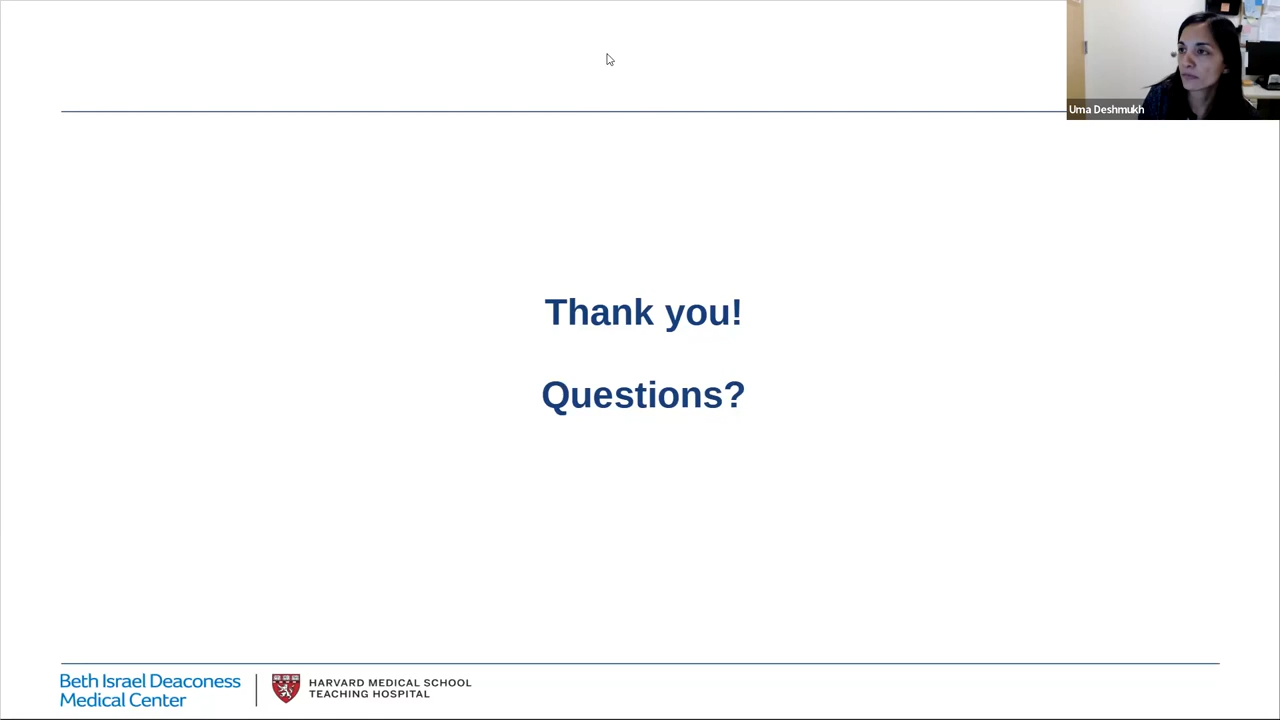 Uma Deshmukh
Thank you!
Questions?
Beth Israel Deaconess
Medical Center
HARVARD MEDICAL SCHOOL
TEACHING HOSPITAL